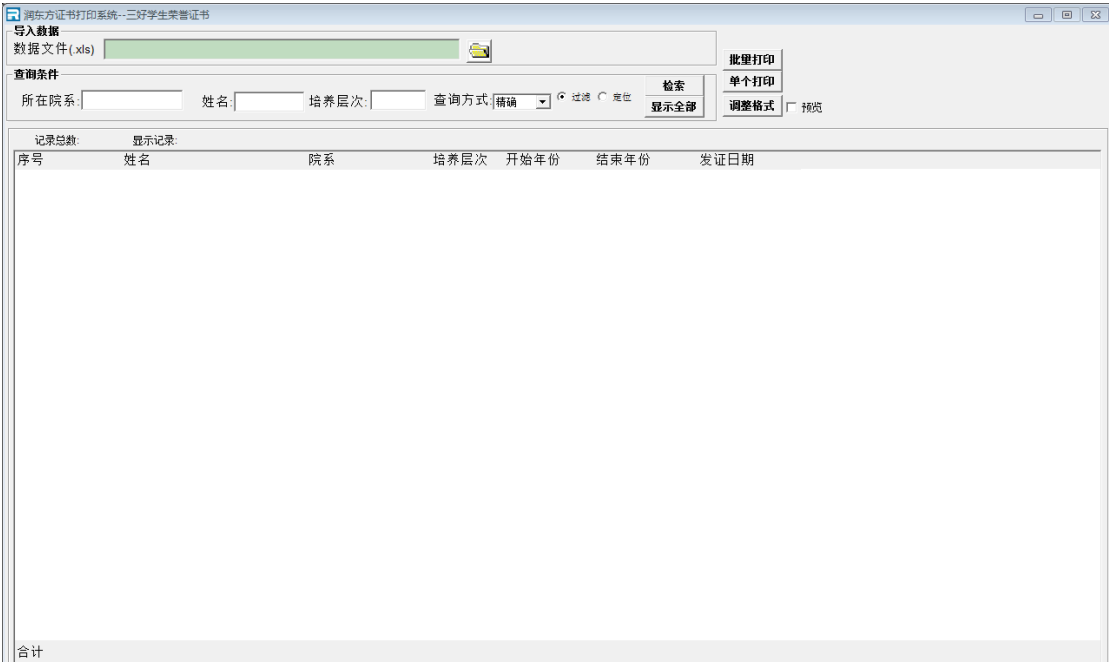 润东方证书打印系统--三好学生荣誉证书
导入数据
数据文件(.xls)
批量打印
查询条件
单个打印
检索
所在院系: 姓名: 培养层次: 查询方式: 精确 过滤 定位
显示全部
调整格式 预览
记录总数: 显示记录:
序号 姓名 院系 培养层次 开始年份 结束年份 发证日期
合计